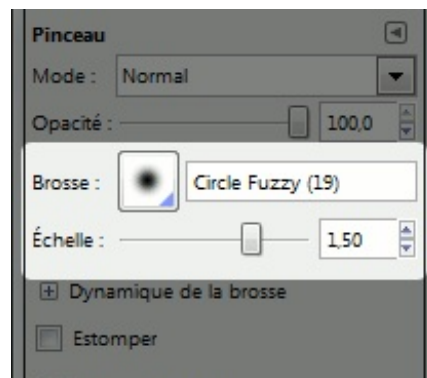 Pinceau
Mode : Normal
Opacité : 100,0
Brosse : Circle Fuzzy (19)
Échelle : 1,50
Dynamique de la brosse
Estomper